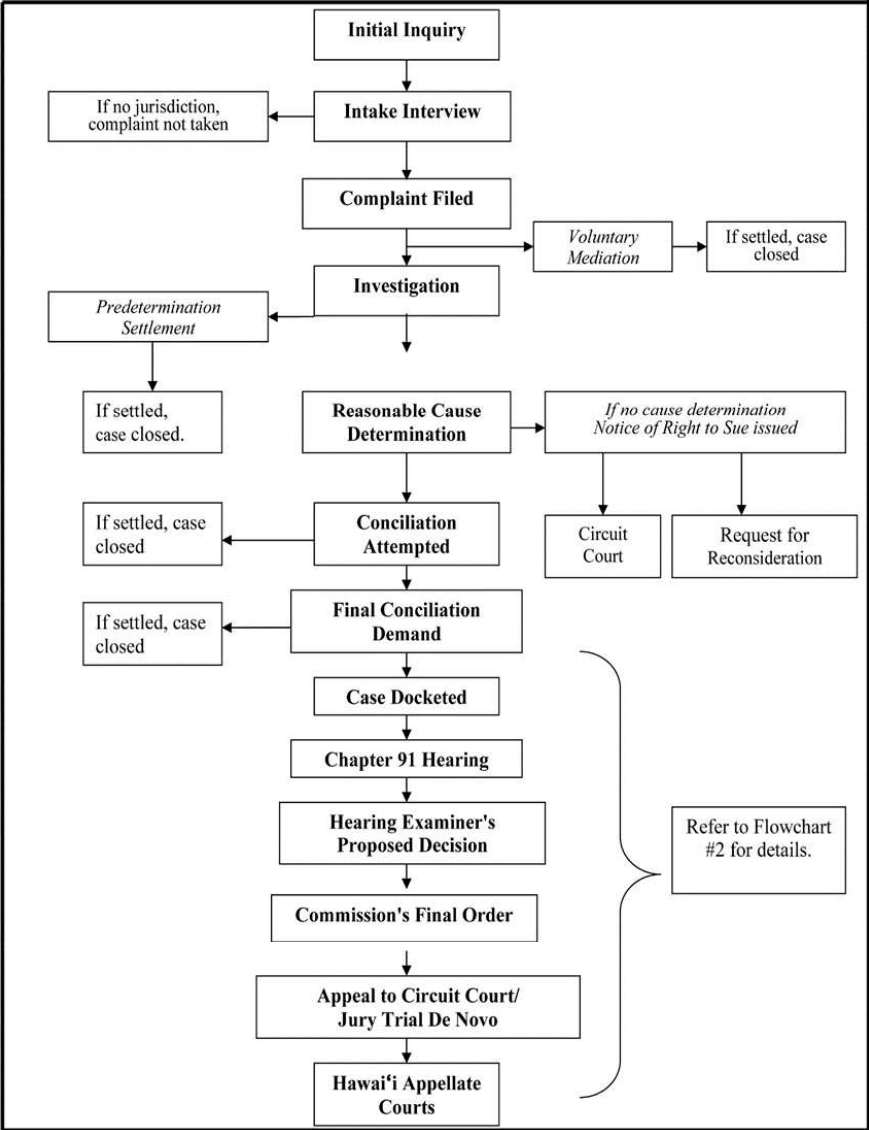 Initial Inquiry
If no jurisdiction,
complaint not taken
Intake Interview
Complaint Filed
Voluntary
Mediation
If settled, case
closed
Investigation
Predetermination
Settlement
If settled,
case closed.
Reasonable Cause
Determination
If no cause determination
Notice of Right to Sue issued
If settled, case
closed
Conciliation
Attempted
Circuit
Court
Request for
Reconsideration
If settled, case
closed
Final Conciliation
Demand
Case Docketed
Chapter 91 Hearing
Hearing Examiner's
Proposed Decision
Refer to Flowchart
#2 for details.
Commission's Final Order
Appeal to Circuit Court/
Jury Trial De Novo
Hawaiʻi Appellate
Courts